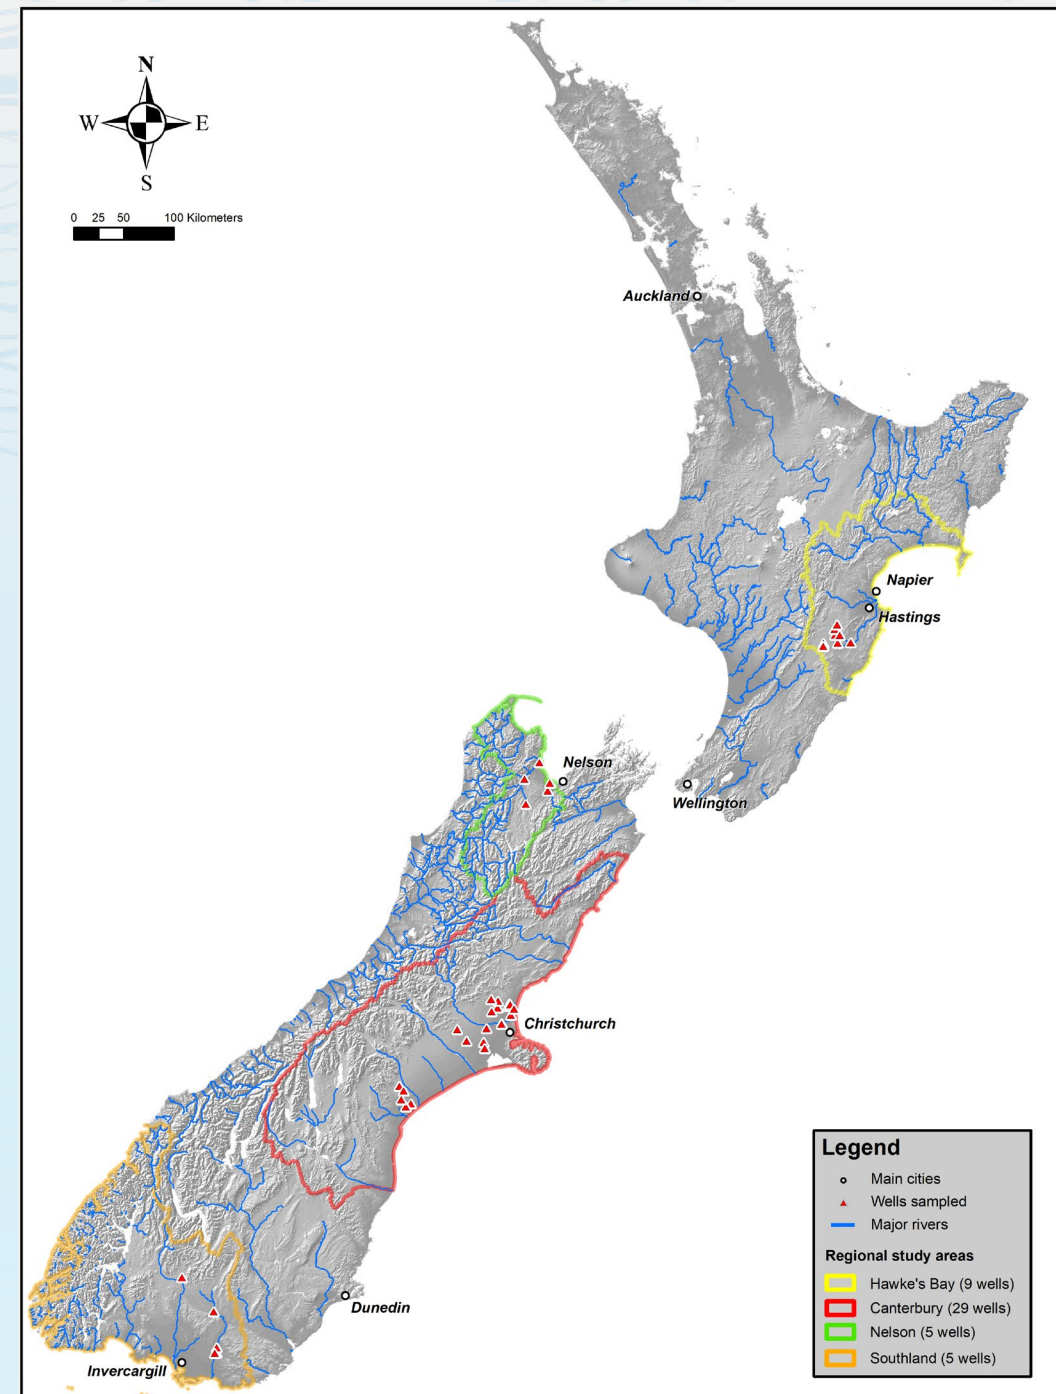 N
W E
S
0 25 50 100 Kilometers
Auckland
Napier
Hastings
Nelson
Wellington
Christchurch
Dunedin
Invercargill
Legend
Main cities
Wells sampled
Major rivers
Regional study areas
Hawke's Bay (9 wells)
Canterbury (29 wells)
Nelson (5 wells)
Southland (5 wells)